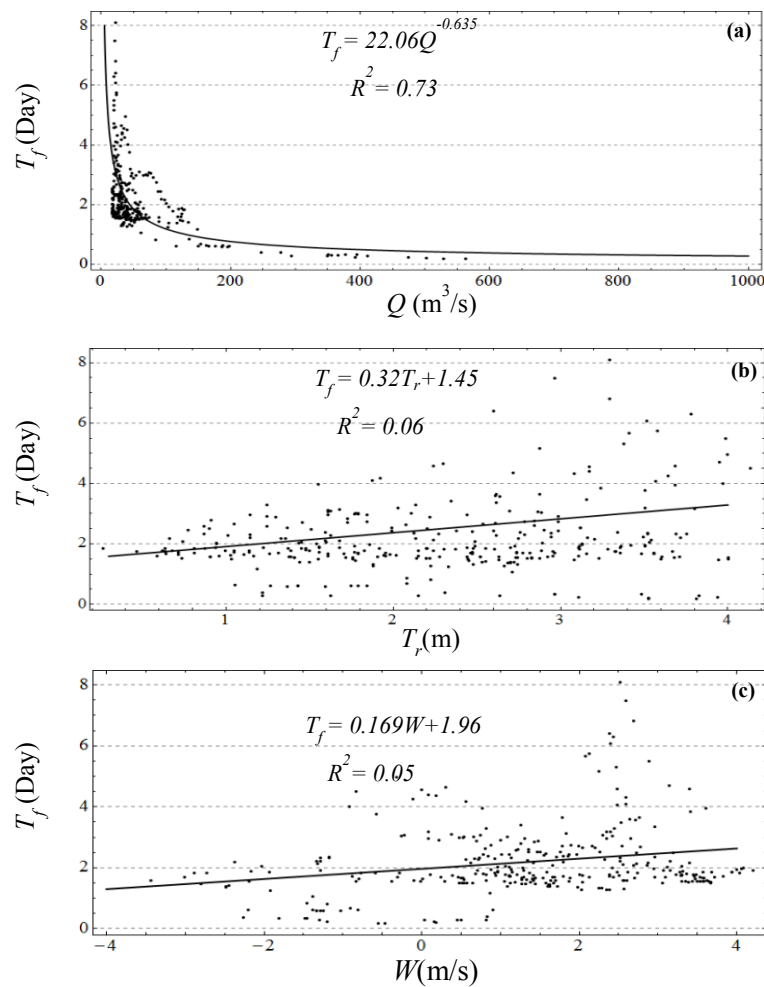 (a)
T_f = 22.06Q^-0.635
R^2 = 0.73
T_f (Day)
8
6
4
2
0
0 200 400 600 800 1000
Q (m^3/s)
(b)
T_f = 0.32T_r+1.45
R^2 = 0.06
T_f (Day)
8
6
4
2
0
1 2 3 4
T_r(m)
(c)
T_f = 0.169W+1.96
R^2 = 0.05
T_f (Day)
8
6
4
2
0
−4 −2 0 2 4
W(m/s)